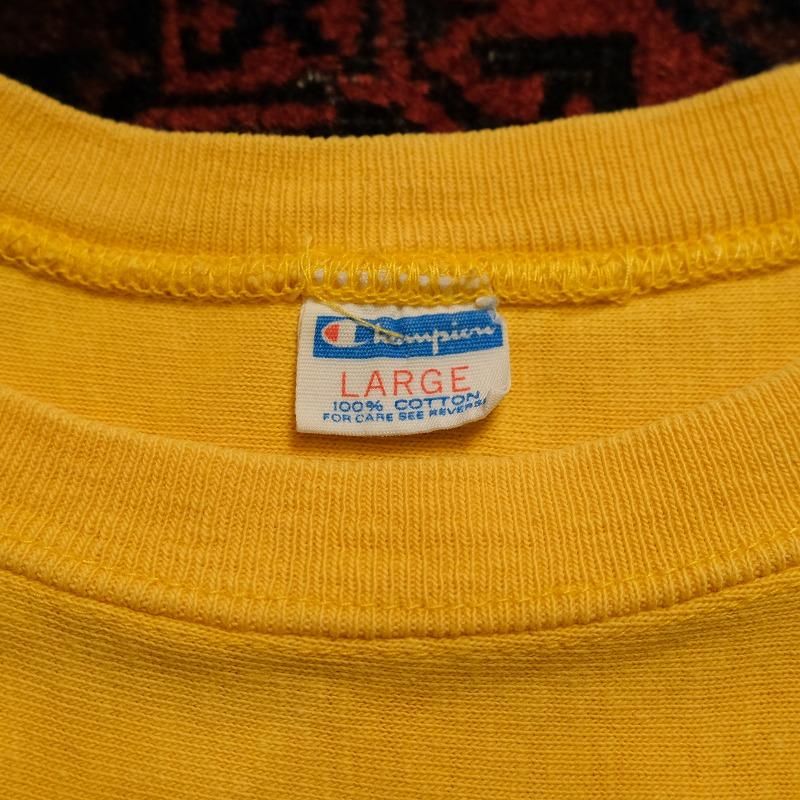 Champion
LARGE
100% COTTON
FOR CARE SEE REVERSE